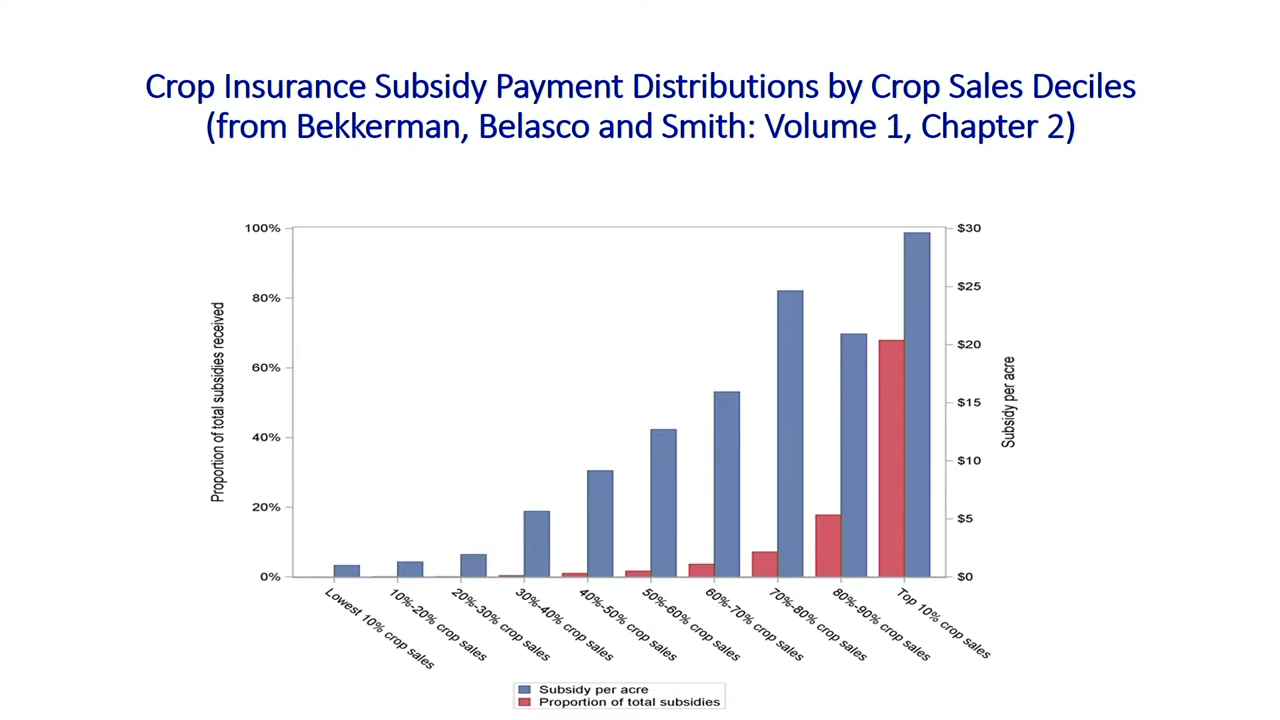 Crop Insurance Subsidy Payment Distributions by Crop Sales Deciles
(from Bekkerman, Belasco and Smith: Volume 1, Chapter 2)
100%
80%
60%
40%
20%
0%
Proportion of total subsidies received
$30
$25
$20
$15
$10
$5
$0
Subsidy per acre
Lowest 10% crop sales
10%-20% crop sales
20%-30% crop sales
30%-40% crop sales
40%-50% crop sales
50%-60% crop sales
60%-70% crop sales
70%-80% crop sales
80%-90% crop sales
Top 10% crop sales
Subsidy per acre
Proportion of total subsidies